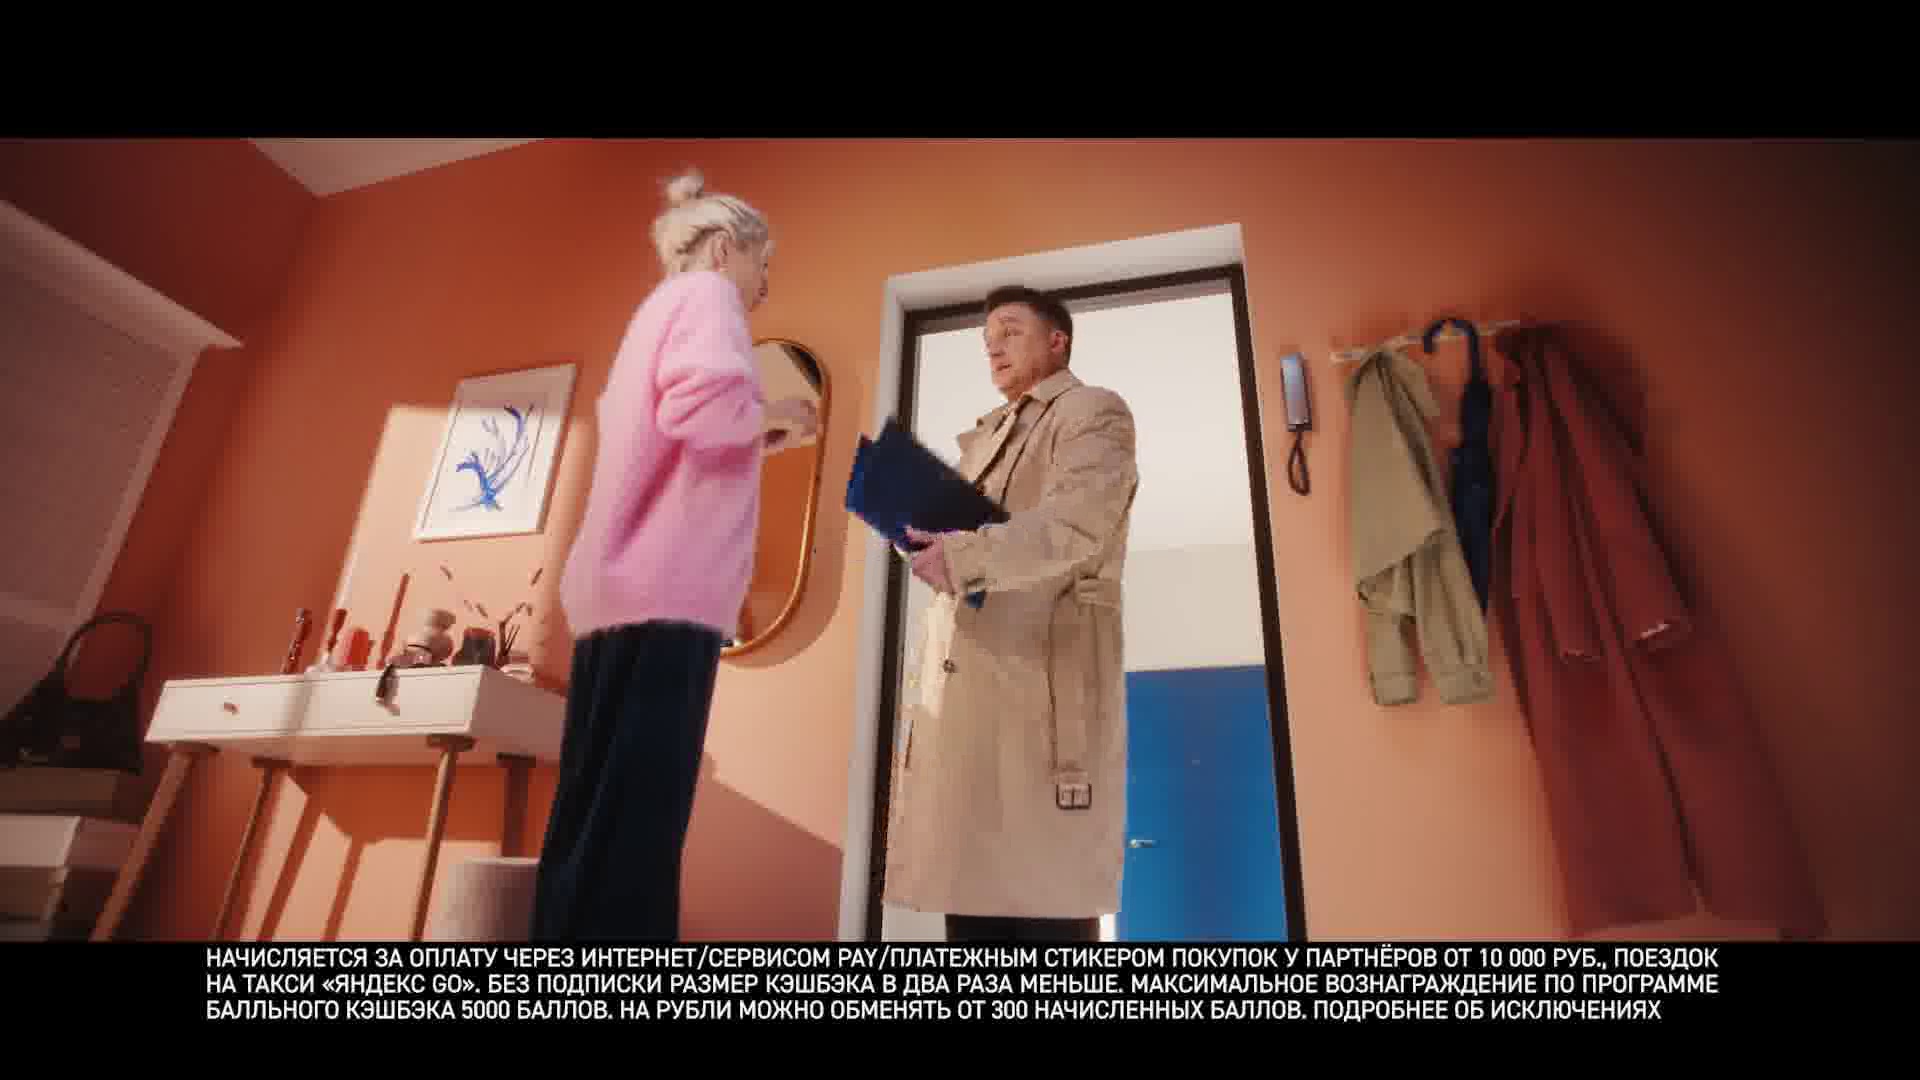 НАЧИСЛЯЕТСЯ ЗА ОПЛАТУ ЧЕРЕЗ ИНТЕРНЕТ/СЕРВИСОМ PAY/ПЛАТЕЖНЫМ СТИКЕРОМ ПОКУПОК У ПАРТНЁРОВ ОТ 10 000 РУБ., ПОЕЗДОК
НА ТАКСИ «ЯНДЕКС GO». БЕЗ ПОДПИСКИ РАЗМЕР КЭШБЭКА В ДВА РАЗА МЕНЬШЕ. МАКСИМАЛЬНОЕ ВОЗНАГРАЖДЕНИЕ ПО ПРОГРАММЕ
БАЛЛЬНОГО КЭШБЭКА 5000 БАЛЛОВ. НА РУБЛИ МОЖНО ОБМЕНЯТЬ ОТ 300 НАЧИСЛЕННЫХ БАЛЛОВ. ПОДРОБНЕЕ ОБ ИСКЛЮЧЕНИЯХ